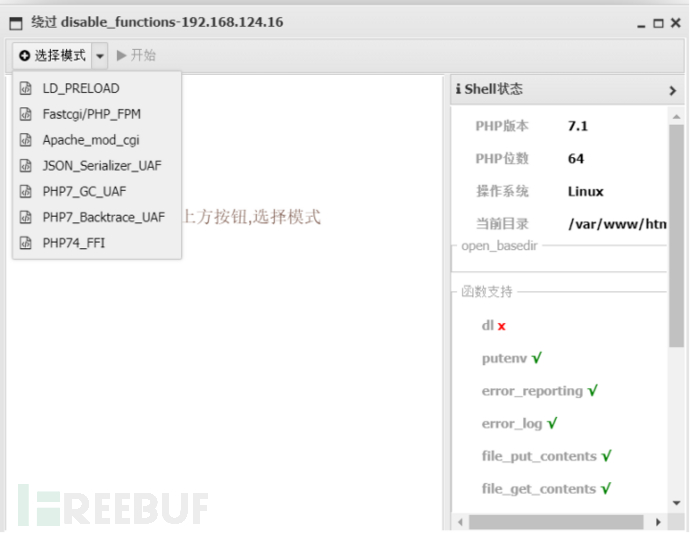 绕过 disable_functions-192.168.124.16
选择模式 开始
LD_PRELOAD
Fastcgi/PHP_FPM
Apache_mod_cgi
JSON_Serializer_UAF
PHP7_GC_UAF
PHP7_Backtrace_UAF
PHP74_FFI
上方按钮,选择模式
Shell状态
PHP版本 7.1
PHP位数 64
操作系统 Linux
当前目录 /var/www/htm
open_basedir
函数支持
dl x
putenv √
error_reporting √
error_log √
file_put_contents √
file_get_contents √
FREEBUF